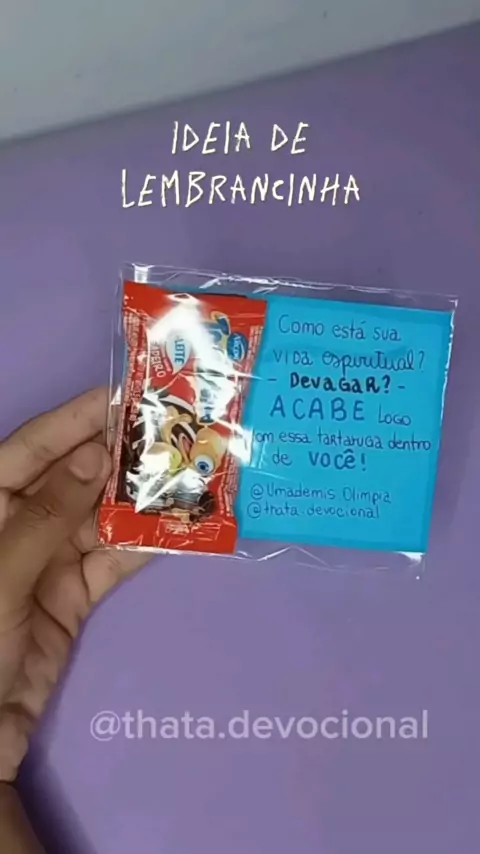 IDEIA DE
LEMBRANCINHA
Como está sua
vida espiritual?
- DEVAGAR? -
ACABE Logo
om essa tartaruga dentro
de você!
@Umademis.Olimpia
@thata.devocional
@thata.devocional